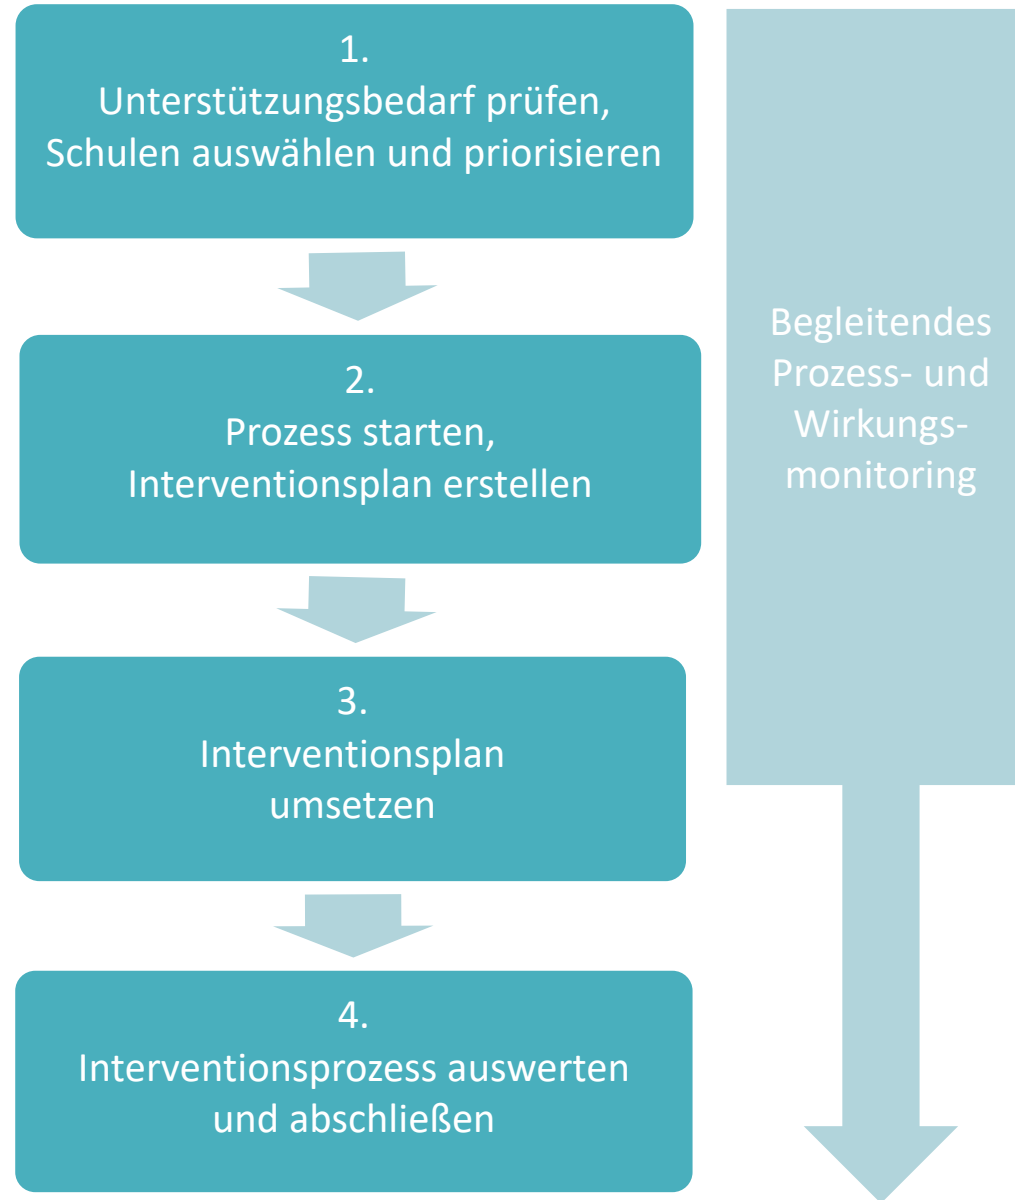 1.
Unterstützungsbedarf prüfen,
Schulen auswählen und priorisieren
2.
Prozess starten,
Interventionsplan erstellen
3.
Interventionsplan
umsetzen
4.
Interventionsprozess auswerten
und abschließen
Begleitendes
Prozess- und
Wirkungs-
monitoring